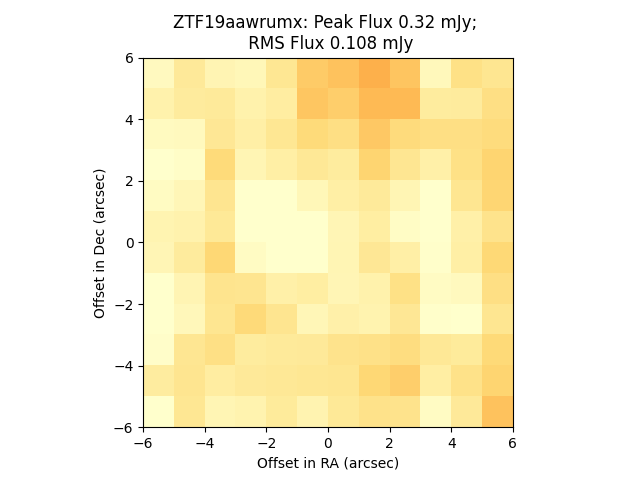 ZTF19aawrumx: Peak Flux 0.32 mJy;
RMS Flux 0.108 mJy
6
4
2
0
−2
−4
−6
Offset in Dec (arcsec)
−6 −4 −2 0 2 4 6
Offset in RA (arcsec)